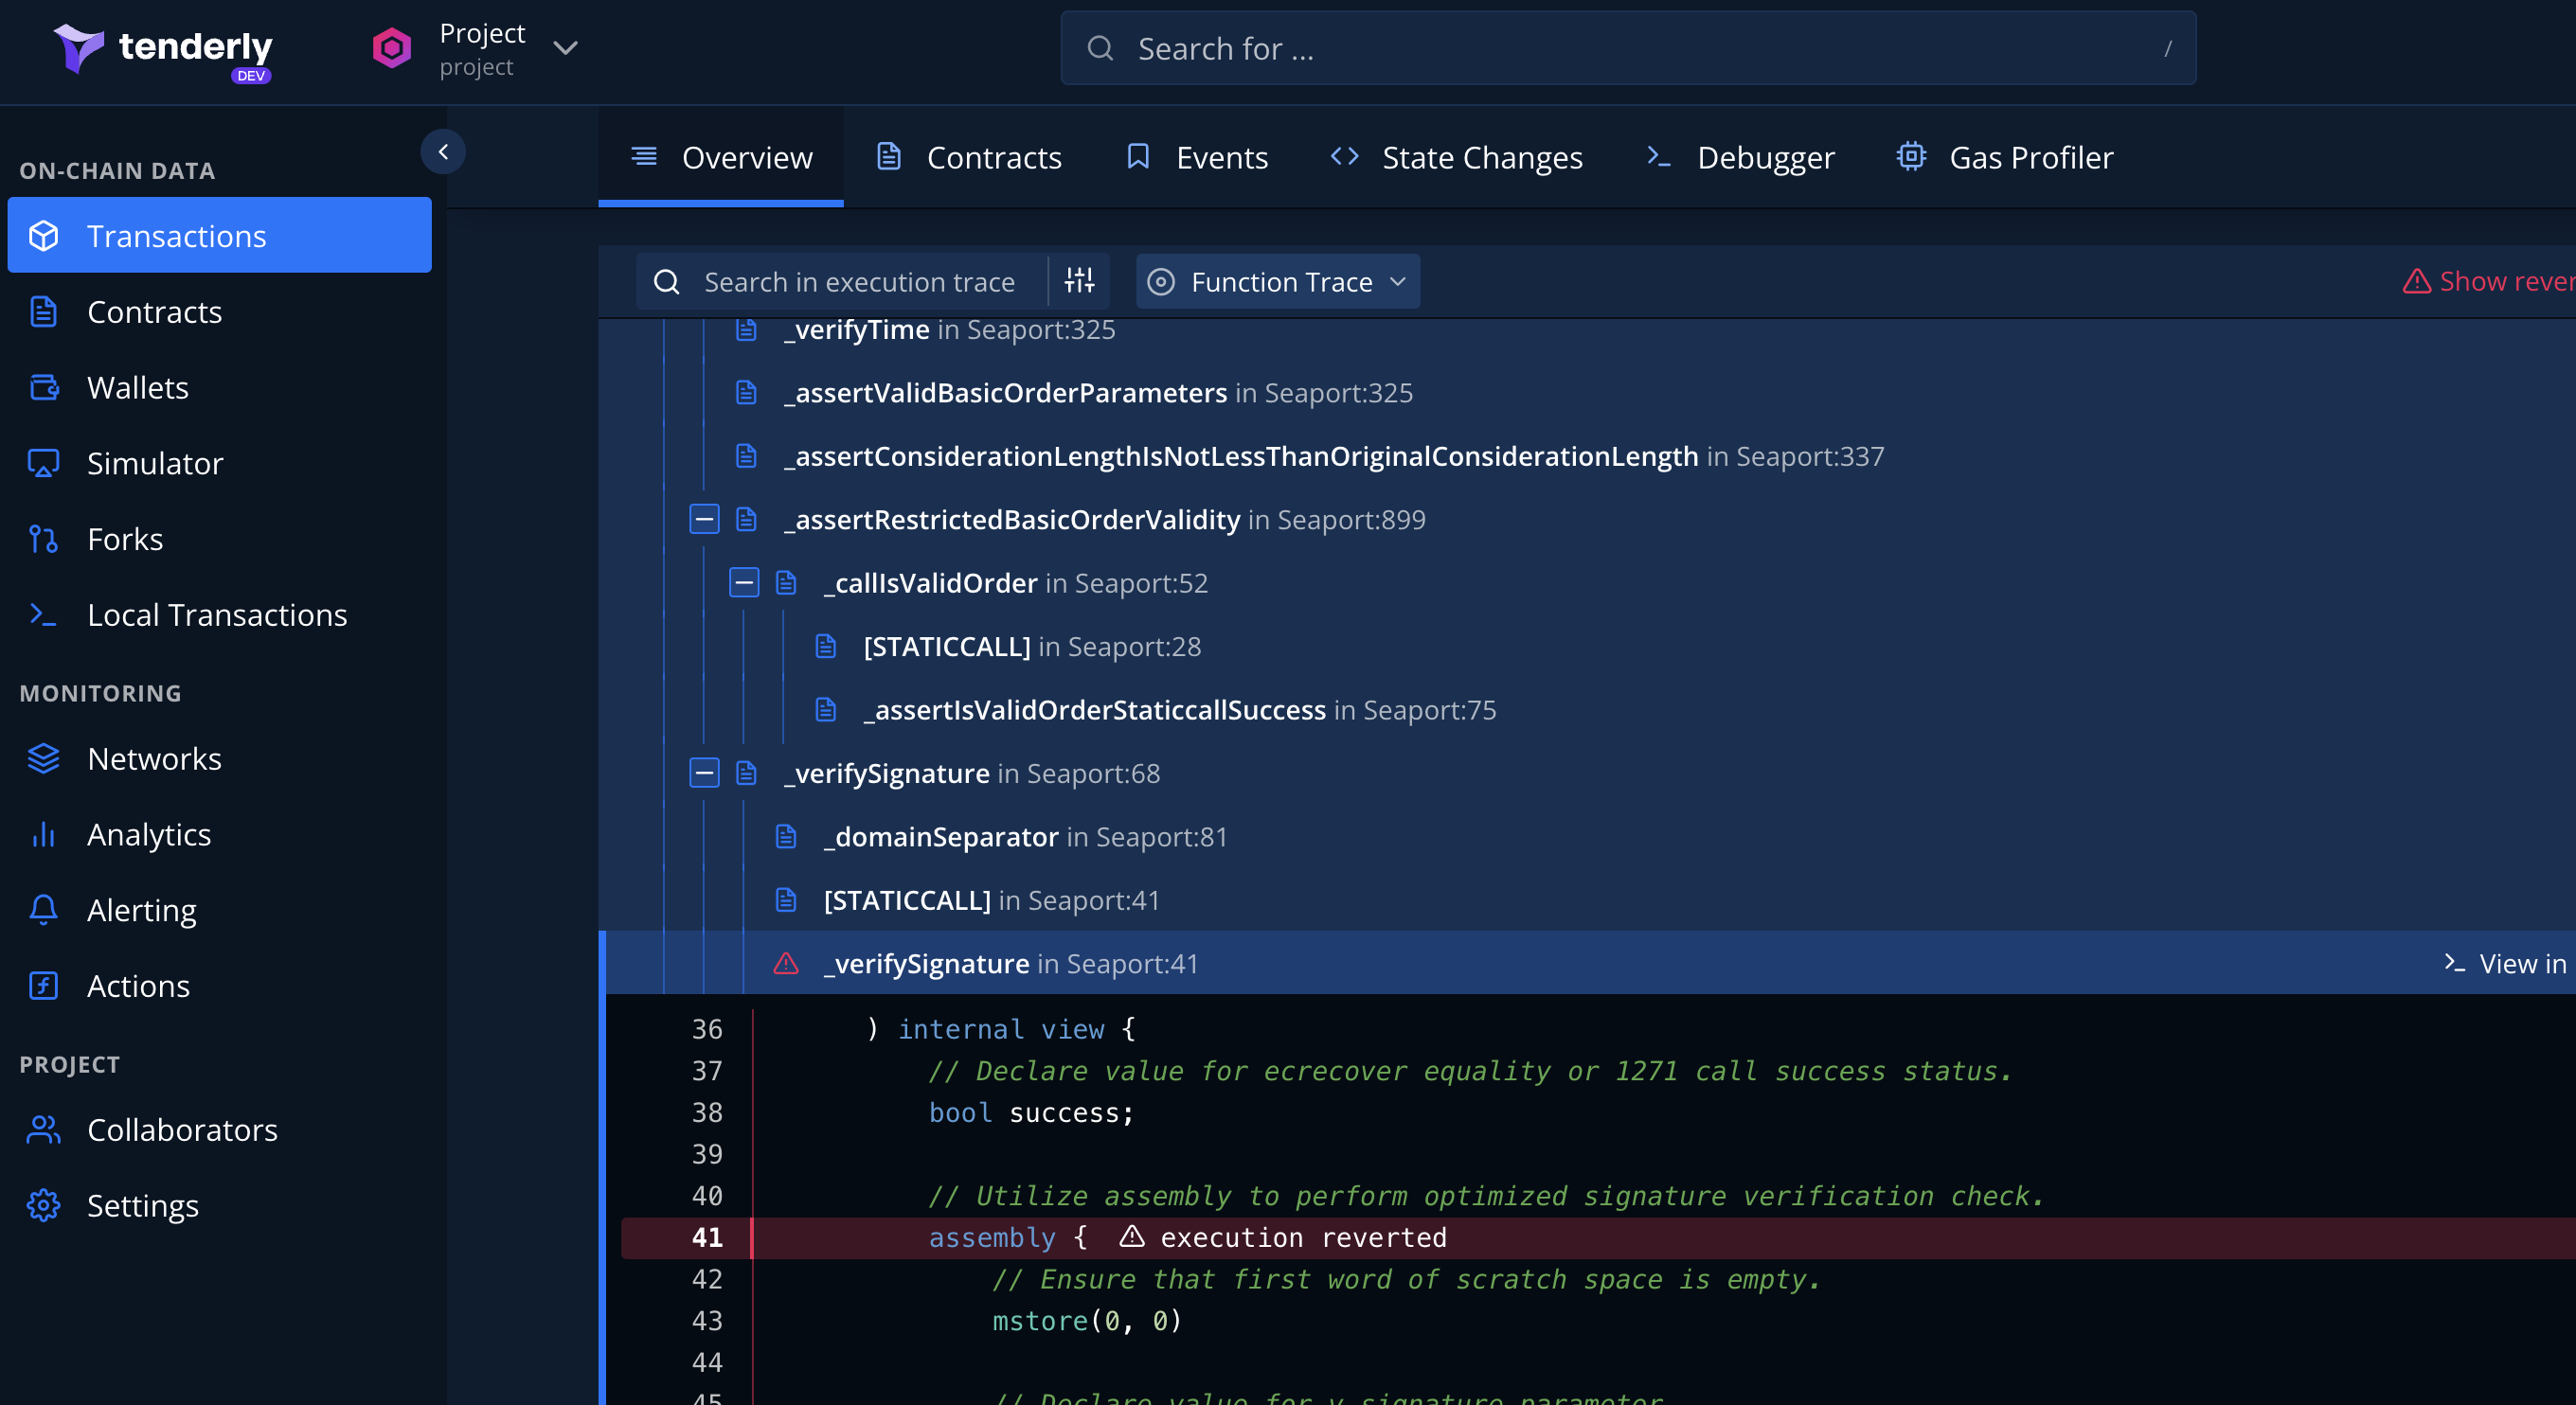 tenderly
DEV
Project
project
Search for ...
/
ON-CHAIN DATA
Transactions
Contracts
Wallets
Simulator
Forks
Local Transactions
MONITORING
Networks
Analytics
Alerting
Actions
PROJECT
Collaborators
Settings
Overview
Contracts
Events
State Changes
Debugger
Gas Profiler
Search in execution trace
Function Trace
Show rever
_verifyTime in Seaport:325
_assertValidBasicOrderParameters in Seaport:325
_assertConsiderationLengthIsNotLessThanOriginalConsiderationLength in Seaport:337
_assertRestrictedBasicOrderValidity in Seaport:899
_callIsValidOrder in Seaport:52
[STATICCALL] in Seaport:28
_assertIsValidOrderStaticcallSuccess in Seaport:75
_verifySignature in Seaport:68
_domainSeparator in Seaport:81
[STATICCALL] in Seaport:41
_verifySignature in Seaport:41
View in
36 ) internal view {
37 // Declare value for ecrecover equality or 1271 call success status.
38 bool success;
39
40 // Utilize assembly to perform optimized signature verification check.
41 assembly { execution reverted
42 // Ensure that first word of scratch space is empty.
43 mstore(0, 0)
44
45 // Declare value for v signature parameter